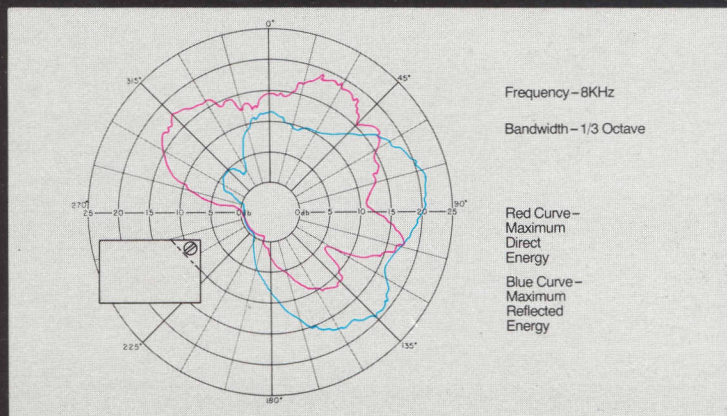 0°
315°
45°
Frequency–8KHz
Bandwidth–1/3 Octave
270°
25 20 15 10 5 0db
0db 5 10 15 20 25
90°
Red Curve–
Maximum
Direct
Energy
Blue Curve–
Maximum
Reflected
Energy
225°
135°
180°